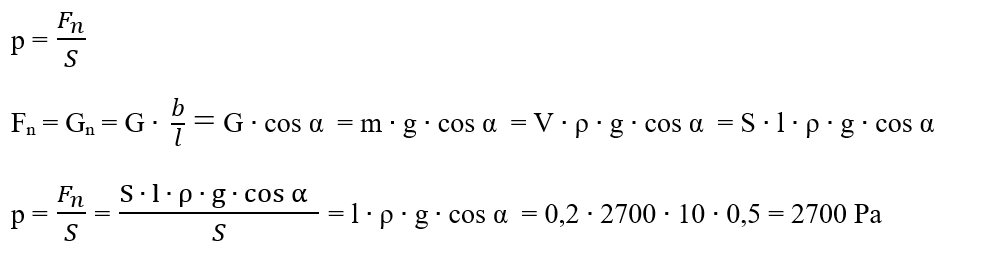 p = Fn/S
Fn = Gn = G · b/l = G · cos α = m · g · cos α = V · ρ · g · cos α = S · l · ρ · g · cos α
p = Fn/S = S · l · ρ · g · cos α/S = l · ρ · g · cos α = 0,2 · 2700 · 10 · 0,5 = 2700 Pa